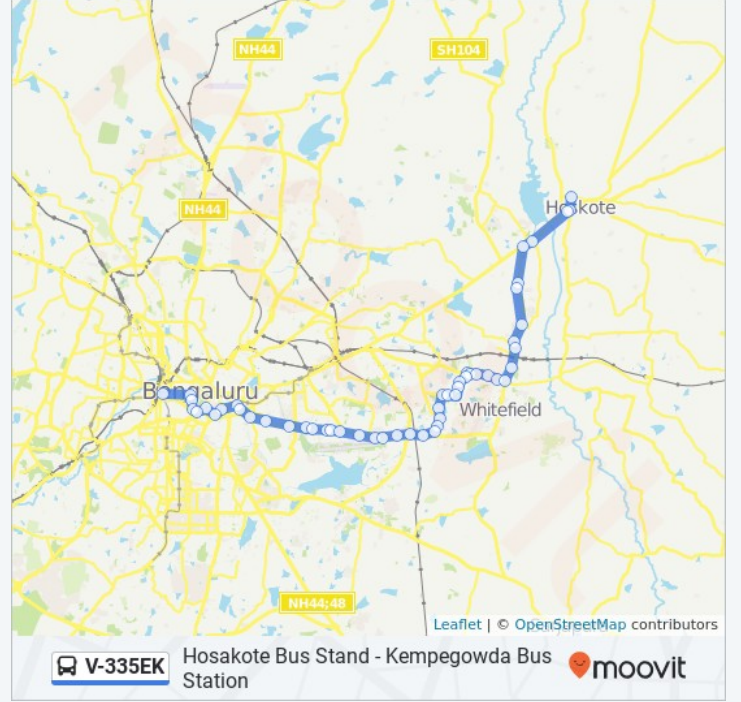 NH44
SH104
Hoskote
NH44
Bengaluru
Whitefield
NH44;48
Leaflet | © OpenStreetMap contributors
V-335EK
Hosakote Bus Stand - Kempegowda Bus
Station
moovit